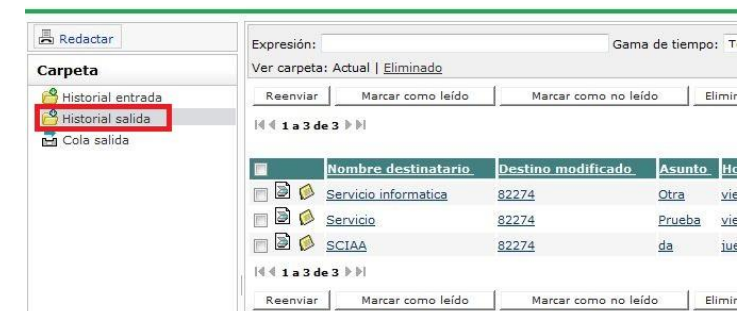 Redactar
Carpeta
Historial entrada
Historial salida
Cola salida
Expresión: Gama de tiempo:
Ver carpeta: Actual | Eliminado
Reenviar Marcar como leído Marcar como no leído
1 a 3 de 3
Nombre destinatario Destino modificado Asunto
Servicio informatica 82274 Otra
Servicio 82274 Prueba
SCIAA 82274 da
1 a 3 de 3
Reenviar Marcar como leído Marcar como no leído